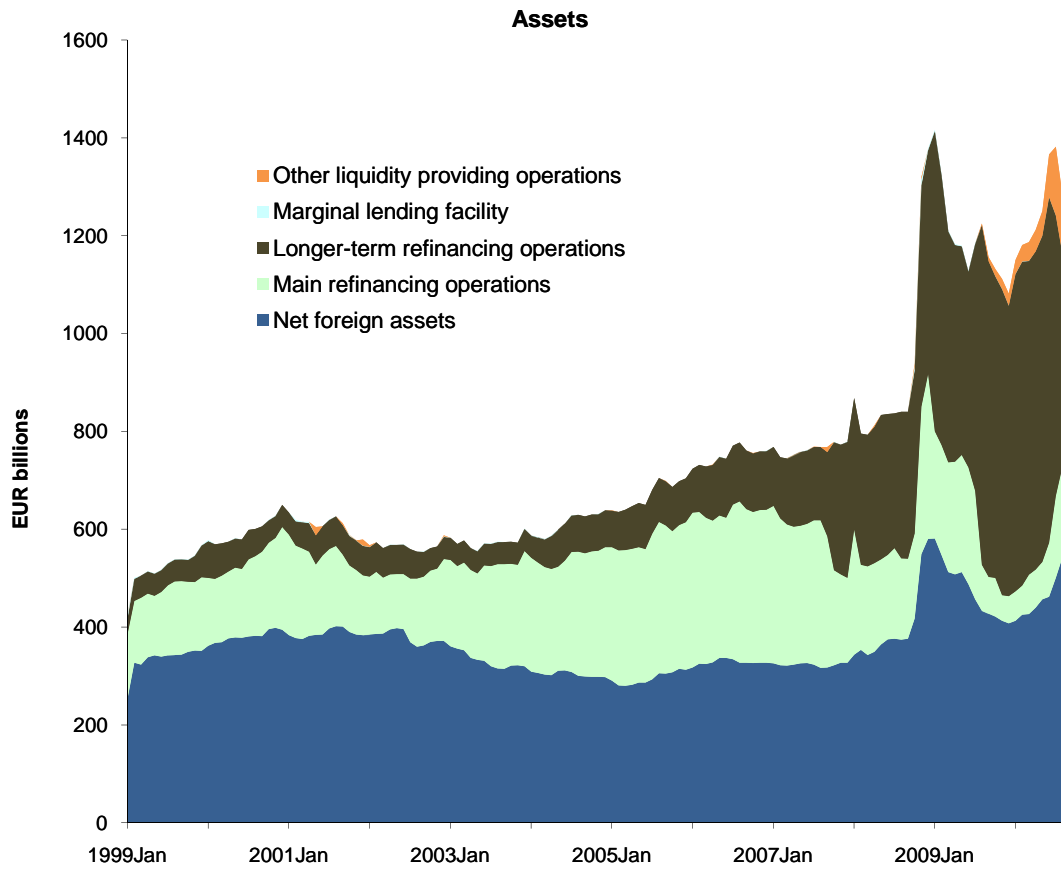 Assets
1600
1400
1200
1000
800
600
400
200
0
EUR billions
Other liquidity providing operations
Marginal lending facility
Longer-term refinancing operations
Main refinancing operations
Net foreign assets
1999Jan 2001Jan 2003Jan 2005Jan 2007Jan 2009Jan